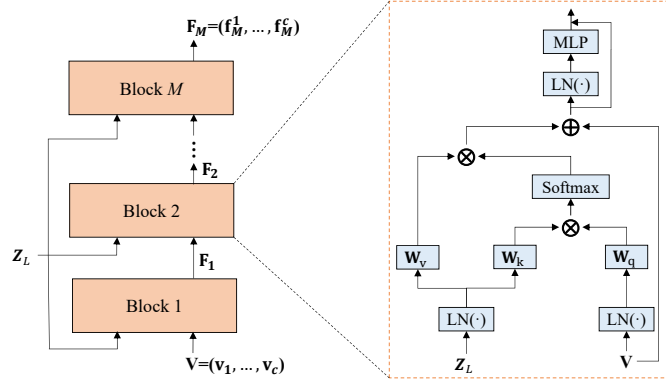 F_M=(f_M^1, ..., f_M^c)
Block M
⋮
F_2
Block 2
Z_L
F_1
Block 1
V=(v_1, ..., v_c)
MLP
LN(·)
Softmax
W_v
W_k
W_q
LN(·)
LN(·)
Z_L
V